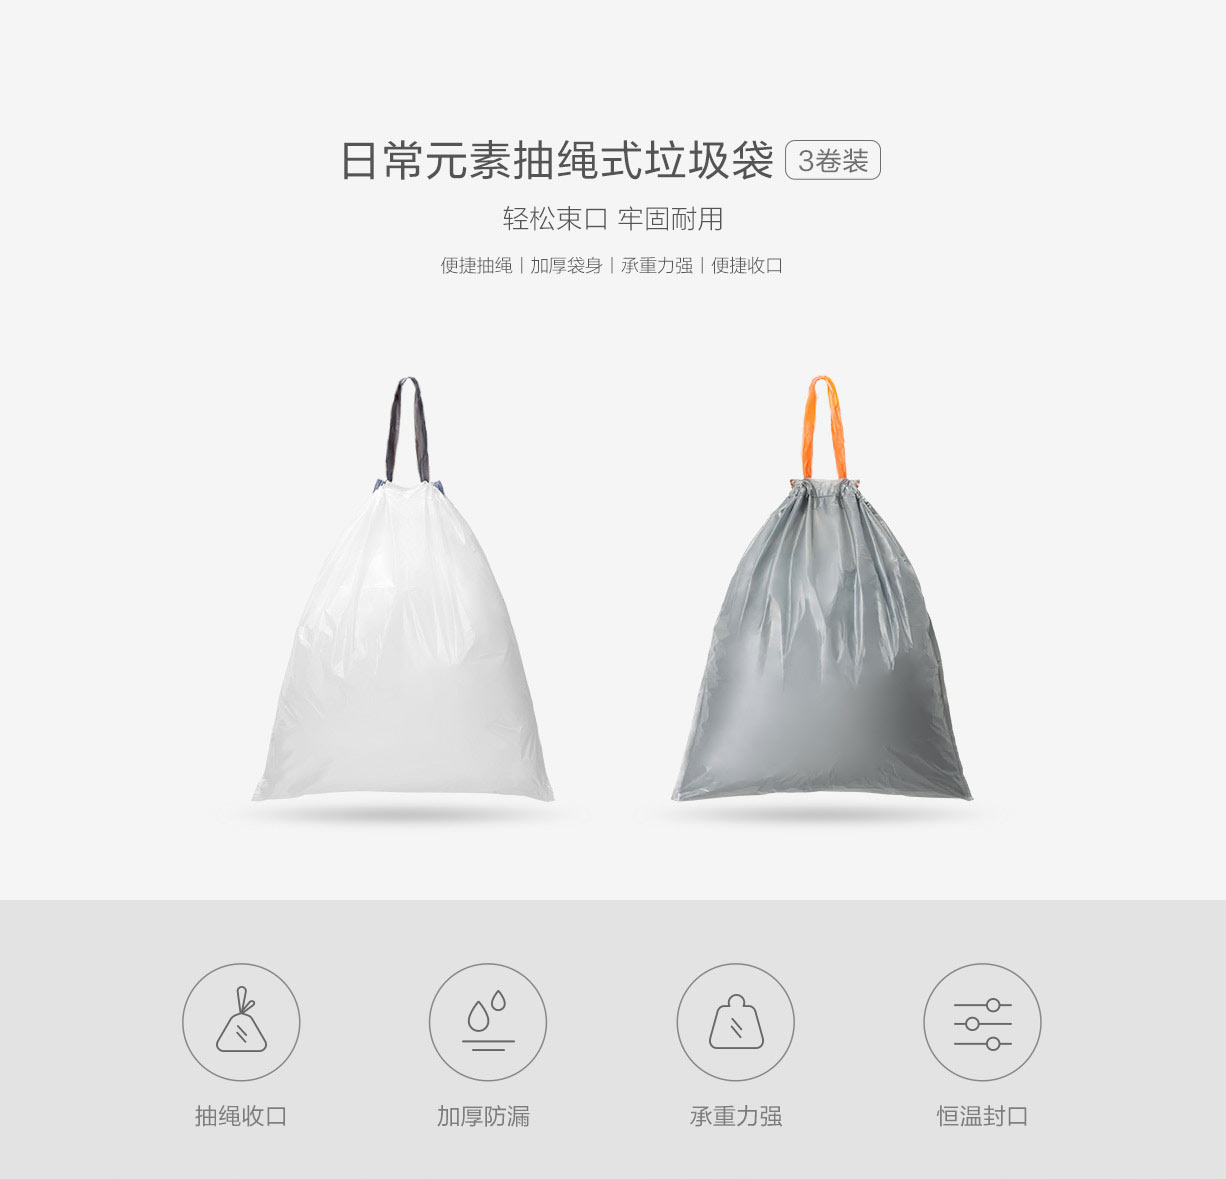 日常元素抽绳式垃圾袋 3卷装
轻松束口 牢固耐用
便捷抽绳 | 加厚袋身 | 承重力强 | 便捷收口
抽绳收口 加厚防漏 承重力强 恒温封口